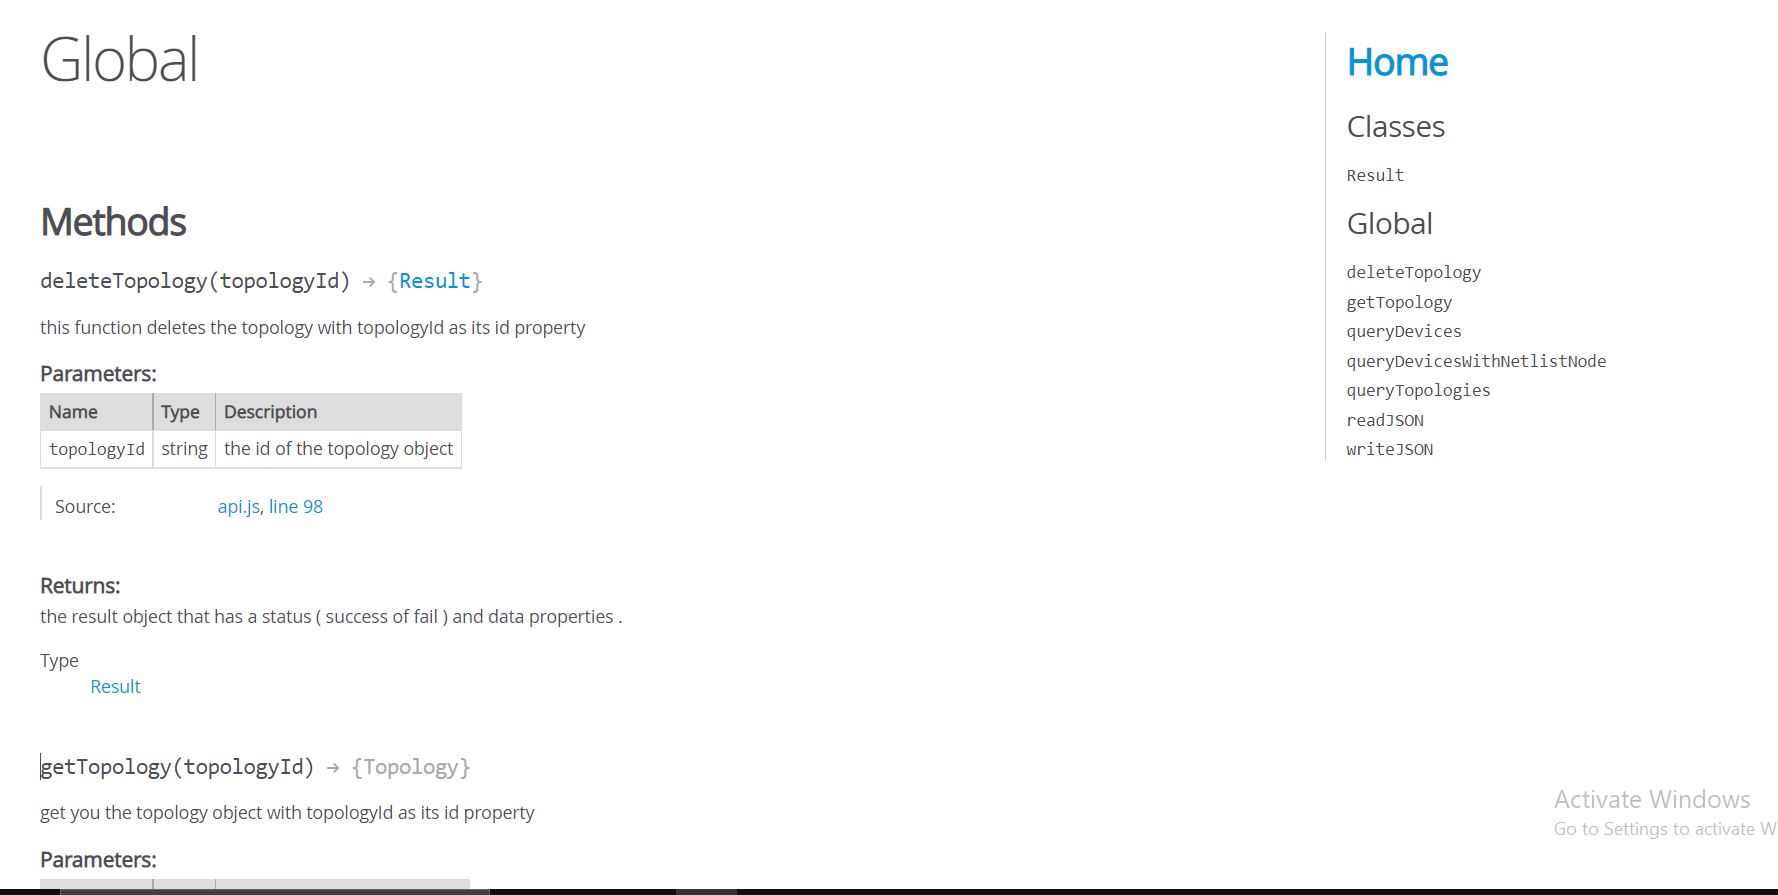 Global
Methods
deleteTopology(topologyId) → {Result}
this function deletes the topology with topologyId as its id property
Parameters:
Name Type Description
topologyId string the id of the topology object
Source: api.js, line 98
Returns:
the result object that has a status ( success of fail ) and data properties .
Type
Result
getTopology(topologyId) → {Topology}
get you the topology object with topologyId as its id property
Parameters:
Home
Classes
Result
Global
deleteTopology
getTopology
queryDevices
queryDevicesWithNetlistNode
queryTopologies
readJSON
writeJSON
Activate Windows
Go to Settings to activate W